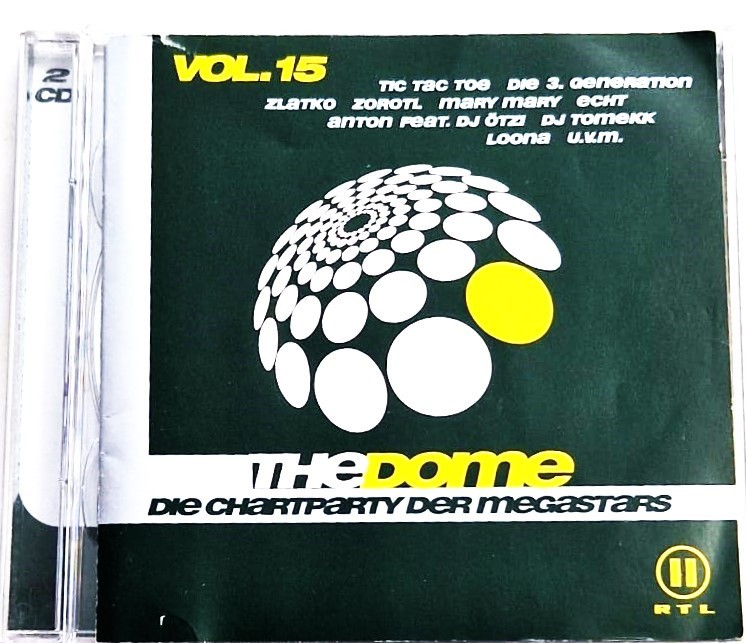 2
CD
VOL.15
TIC TAC TOE DIE 3. GENERATION
ZLATKO ZOROTL MARY MARY ECHT
ANTON FEAT. DJ ÖTZI DJ TOMEKK
LOONA U.V.M.
THE DOME
DIE CHARTPARTY DER MEGASTARS
II
RTL